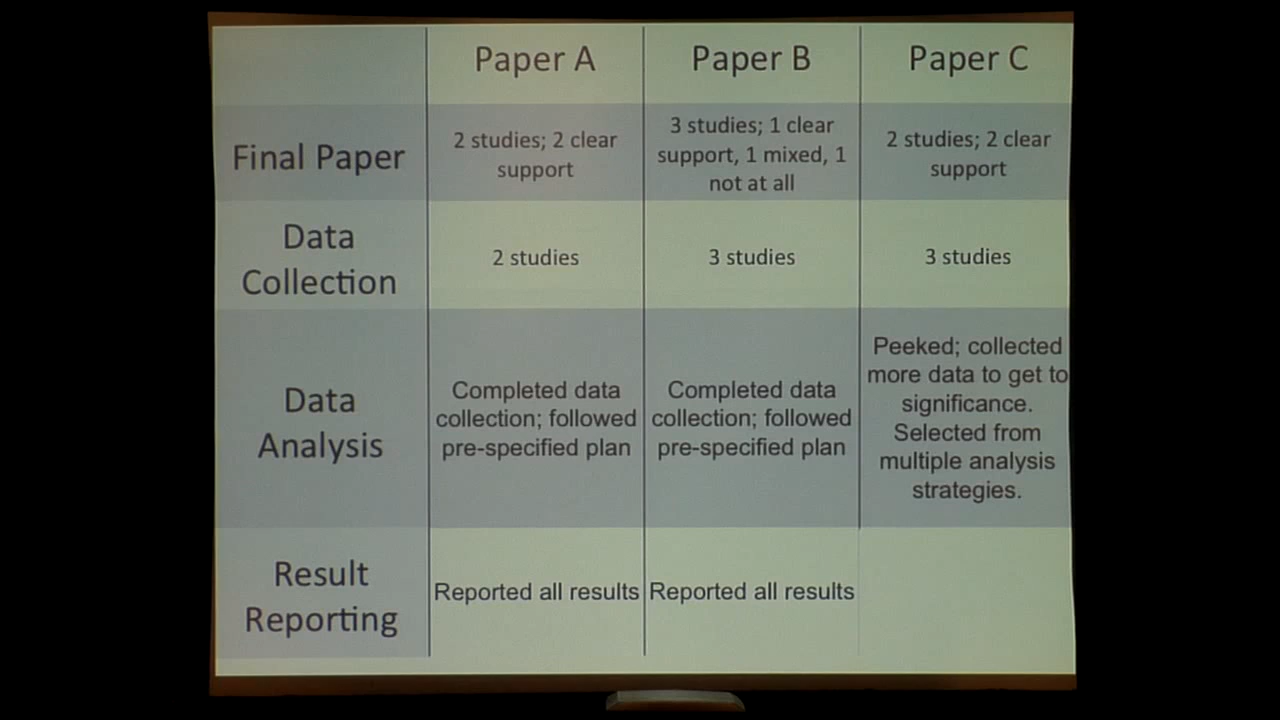 Paper A
Paper B
Paper C
Final Paper
2 studies; 2 clear
support
3 studies; 1 clear
support, 1 mixed, 1
not at all
2 studies; 2 clear
support
Data
Collection
2 studies
3 studies
3 studies
Data
Analysis
Completed data
collection; followed
pre-specified plan
Completed data
collection; followed
pre-specified plan
Peeked; collected
more data to get to
significance.
Selected from
multiple analysis
strategies.
Result
Reporting
Reported all results
Reported all results